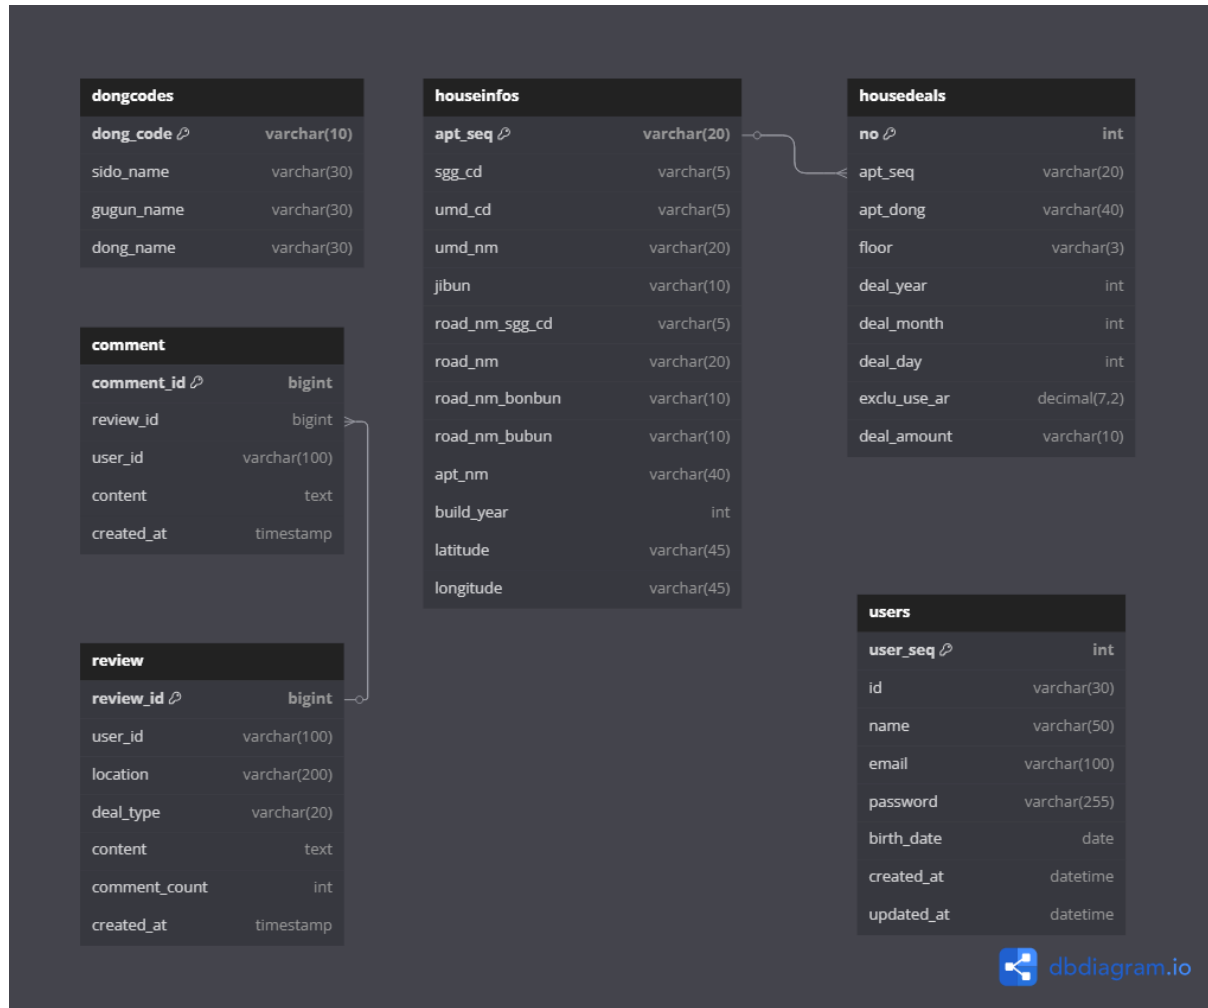 dongcodes
dong_code varchar(10)
sido_name varchar(30)
gugun_name varchar(30)
dong_name varchar(30)
comment
comment_id bigint
review_id bigint
user_id varchar(100)
content text
created_at timestamp
review
review_id bigint
user_id varchar(100)
location varchar(200)
deal_type varchar(20)
content text
comment_count int
created_at timestamp
houseinfos
apt_seq varchar(20)
sgg_cd varchar(5)
umd_cd varchar(5)
umd_nm varchar(20)
jibun varchar(10)
road_nm_sgg_cd varchar(5)
road_nm varchar(20)
road_nm_bonbun varchar(10)
road_nm_bubun varchar(10)
apt_nm varchar(40)
build_year int
latitude varchar(45)
longitude varchar(45)
housedeals
no int
apt_seq varchar(20)
apt_dong varchar(40)
floor varchar(3)
deal_year int
deal_month int
deal_day int
exclu_use_ar decimal(7,2)
deal_amount varchar(10)
users
user_seq int
id varchar(30)
name varchar(50)
email varchar(100)
password varchar(255)
birth_date date
created_at datetime
updated_at datetime
dbdiagram.io